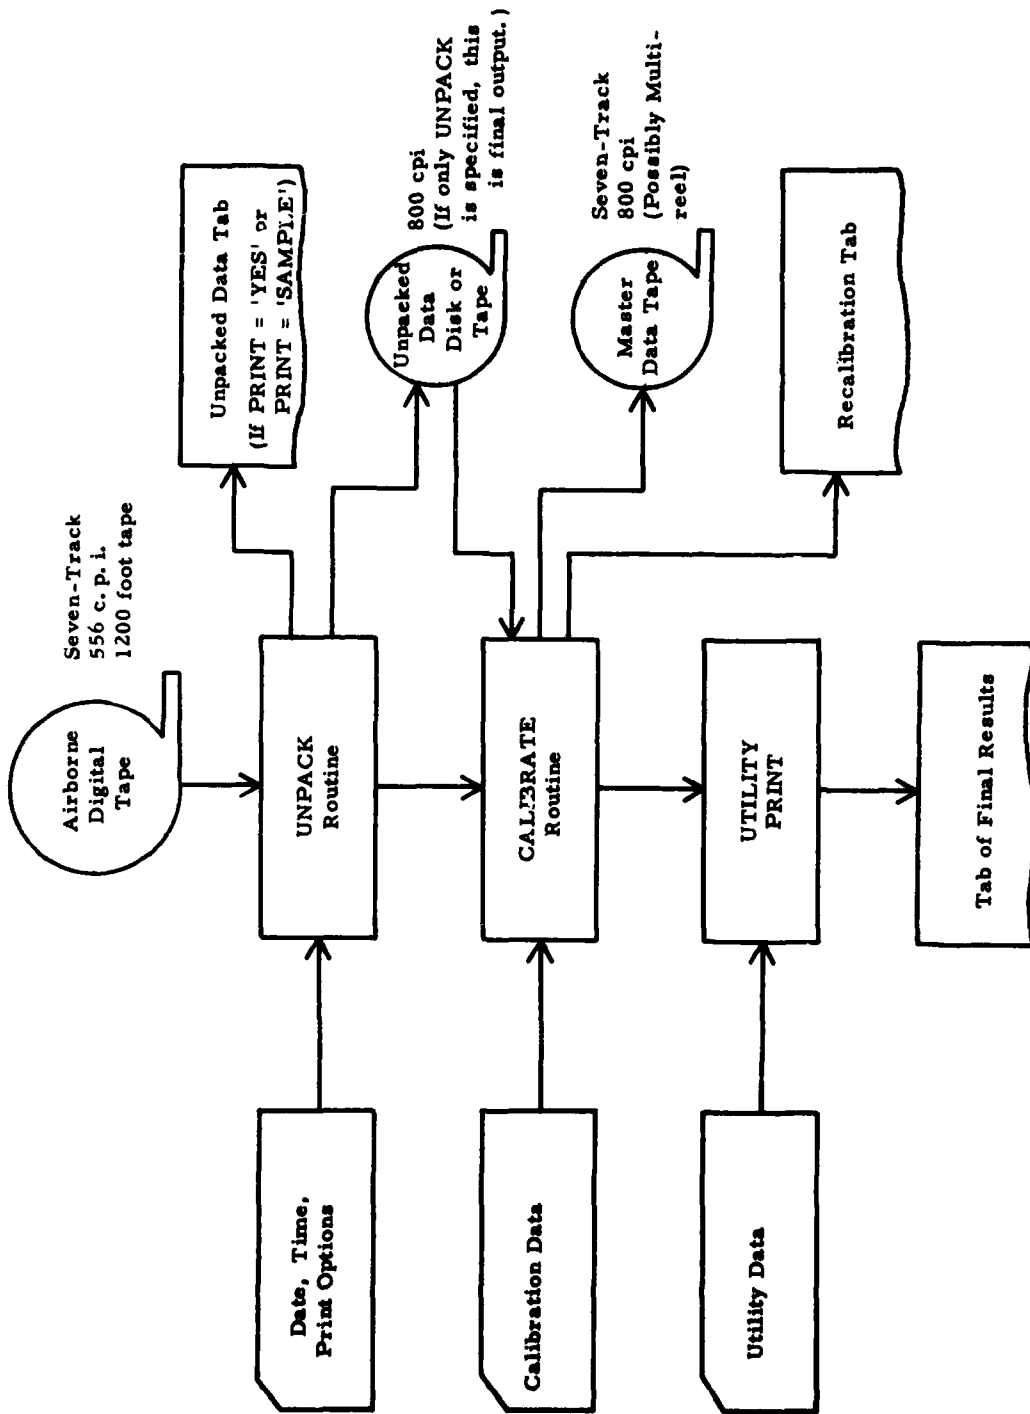 Seven-Track
556 c. p. i.
1200 foot tape
Airborne
Digital
Tape
Date, Time,
Print Options
UNPACK
Routine
Unpacked Data Tab
(If PRINT = 'YES' or
PRINT = 'SAMPLE')
Unpacked
Data
Disk or
Tape
800 cpi
(If only UNPACK
is specified, this
is final output.)
Calibration Data
CALIBRATE
Routine
Master
Data Tape
Seven-Track
800 cpi
(Possibly Multi-
reel)
Recalibration Tab
Utility Data
UTILITY
PRINT
Tab of Final Results